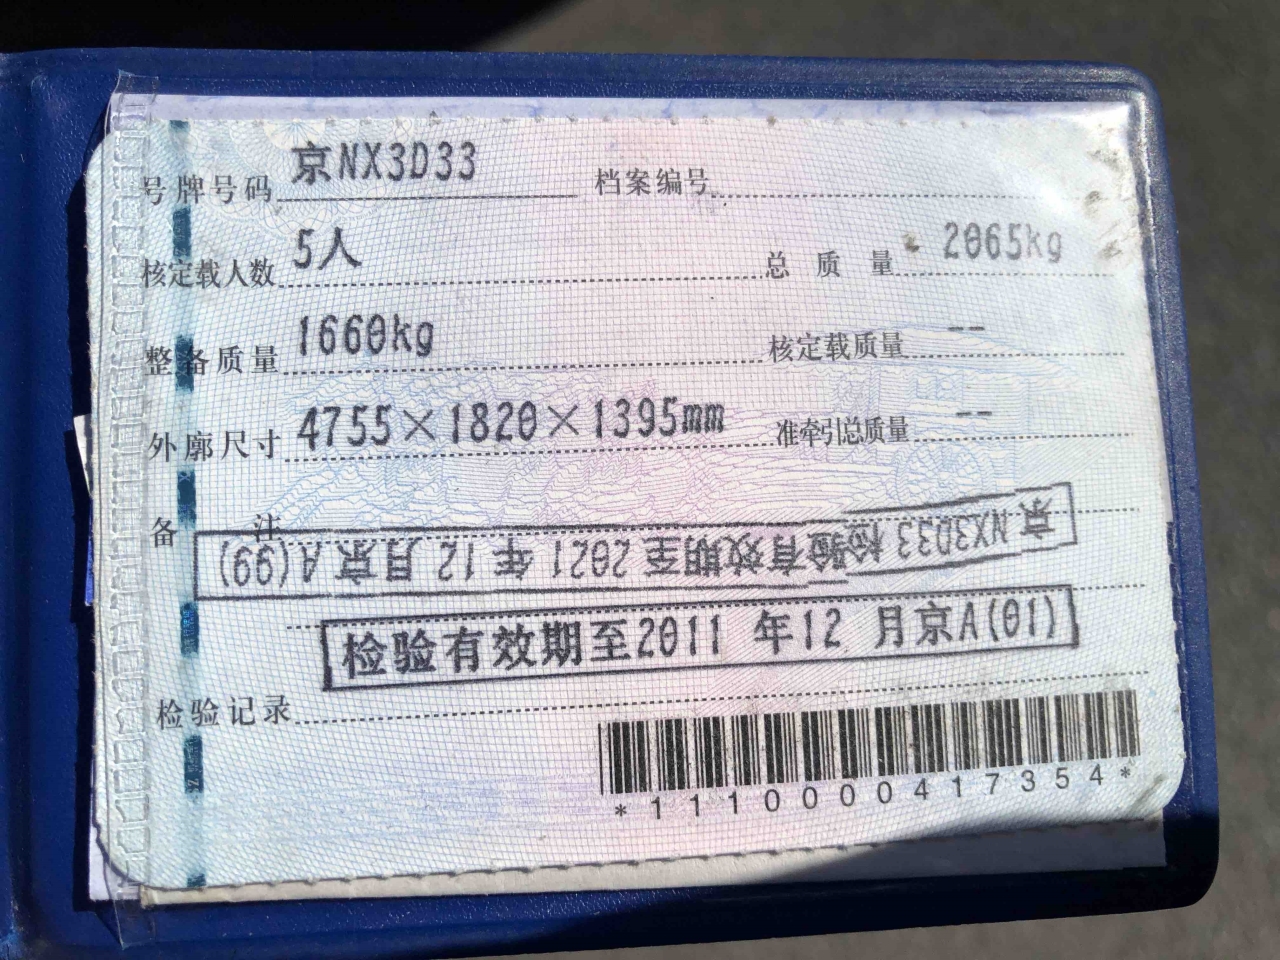 号牌号码 京NX3D33 档案编号
核定载人数 5人 总质量 2065kg
整备质量 1660kg 核定载质量 --
外廓尺寸 4755×1820×1395mm 准牵引总质量 --
备注
京NX3D33 检验有效期至2021年12月京A(99)
检验有效期至2011 年12 月京A(01)
检验记录
*1110000417354*